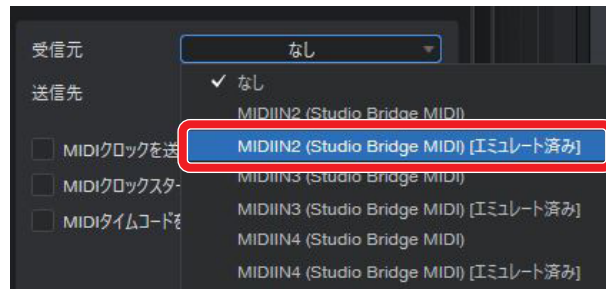 受信元
なし
送信先
✓ なし
MIDIIN2 (Studio Bridge MIDI)
MIDIクロックを送
MIDIIN2 (Studio Bridge MIDI) [エミュレート済み]
MIDIクロックスター
MIDIIN3 (Studio Bridge MIDI)
MIDIタイムコードを
MIDIIN3 (Studio Bridge MIDI) [エミュレート済み]
MIDIIN4 (Studio Bridge MIDI)
MIDIIN4 (Studio Bridge MIDI) [エミュレート済み]